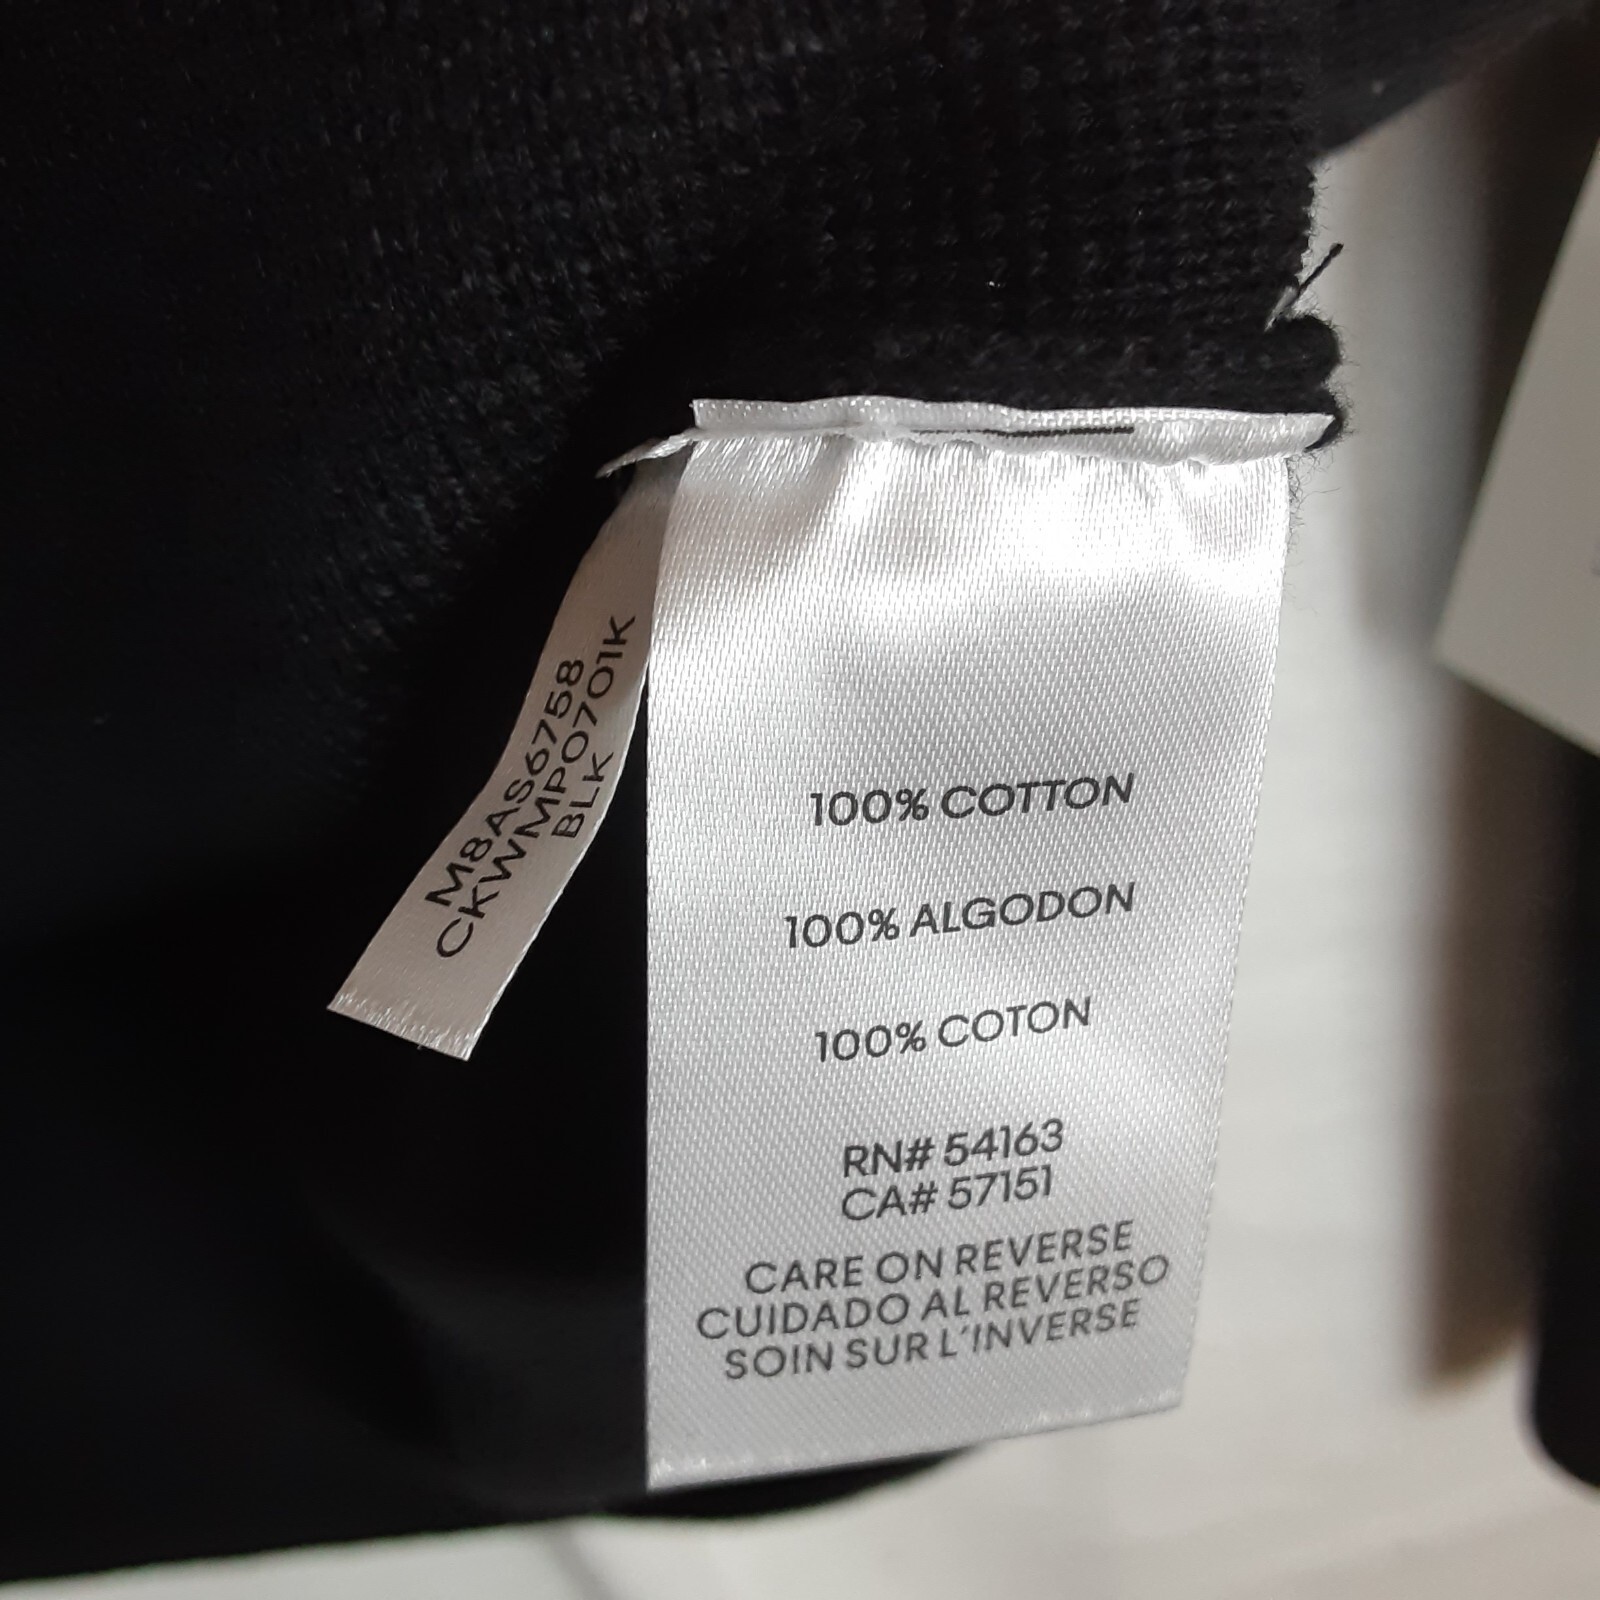 M8AS6758
CKWMP0701K
BLK
100% COTTON
100% ALGODON
100% COTON
RN# 54163
CA# 57151
CARE ON REVERSE
CUIDADO AL REVERSO
SOIN SUR L'INVERSE